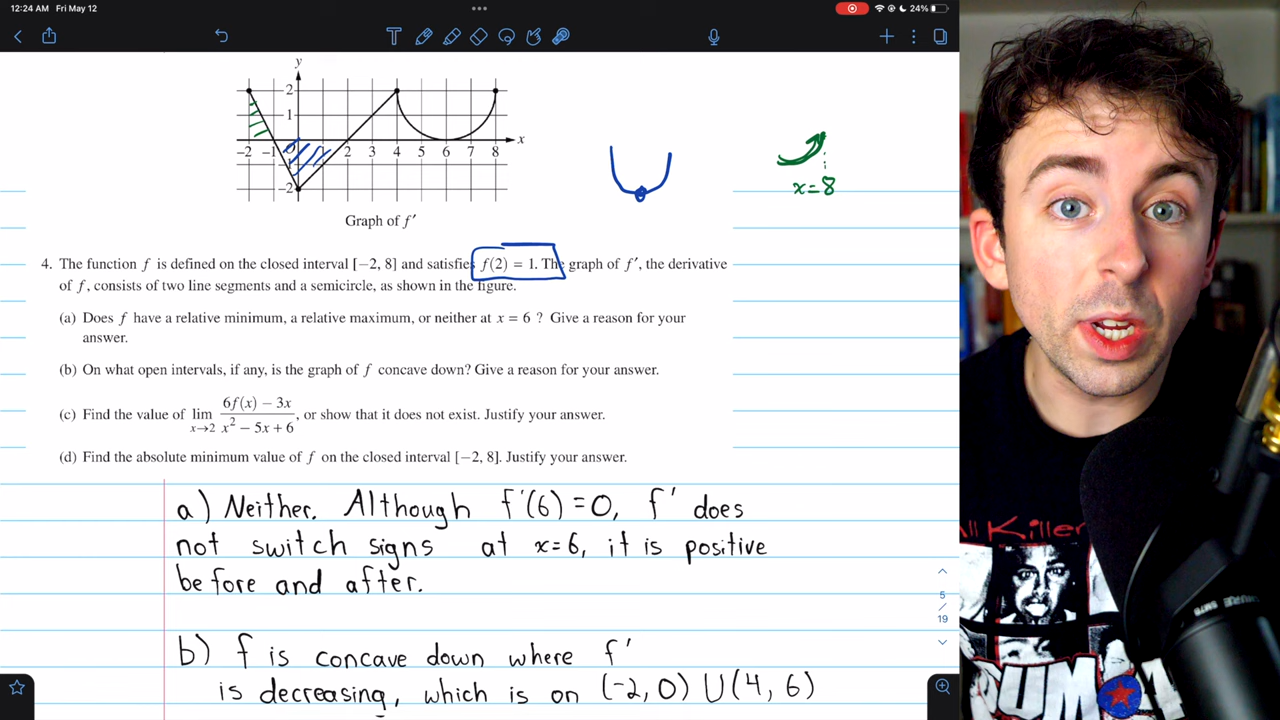 12:24 AM Fri May 12
24%
y
2
1
-2 -1 0 2 3 4 5 6 7 8 x
-1
-2
Graph of f′
x=8
4. The function f is defined on the closed interval [−2, 8] and satisfies f(2) = 1. The graph of f′, the derivative
of f, consists of two line segments and a semicircle, as shown in the figure.
(a) Does f have a relative minimum, a relative maximum, or neither at x = 6 ? Give a reason for your
answer.
(b) On what open intervals, if any, is the graph of f concave down? Give a reason for your answer.
(c) Find the value of lim x→2 (6f(x) − 3x)/(x² − 5x + 6), or show that it does not exist. Justify your answer.
(d) Find the absolute minimum value of f on the closed interval [−2, 8]. Justify your answer.
a) Neither. Although f'(6)=0, f' does
not switch signs at x=6, it is positive
before and after.
5
/
19
b) f is concave down where f'
is decreasing, which is on (-2, 0) U (4, 6)
All Killer
DUM